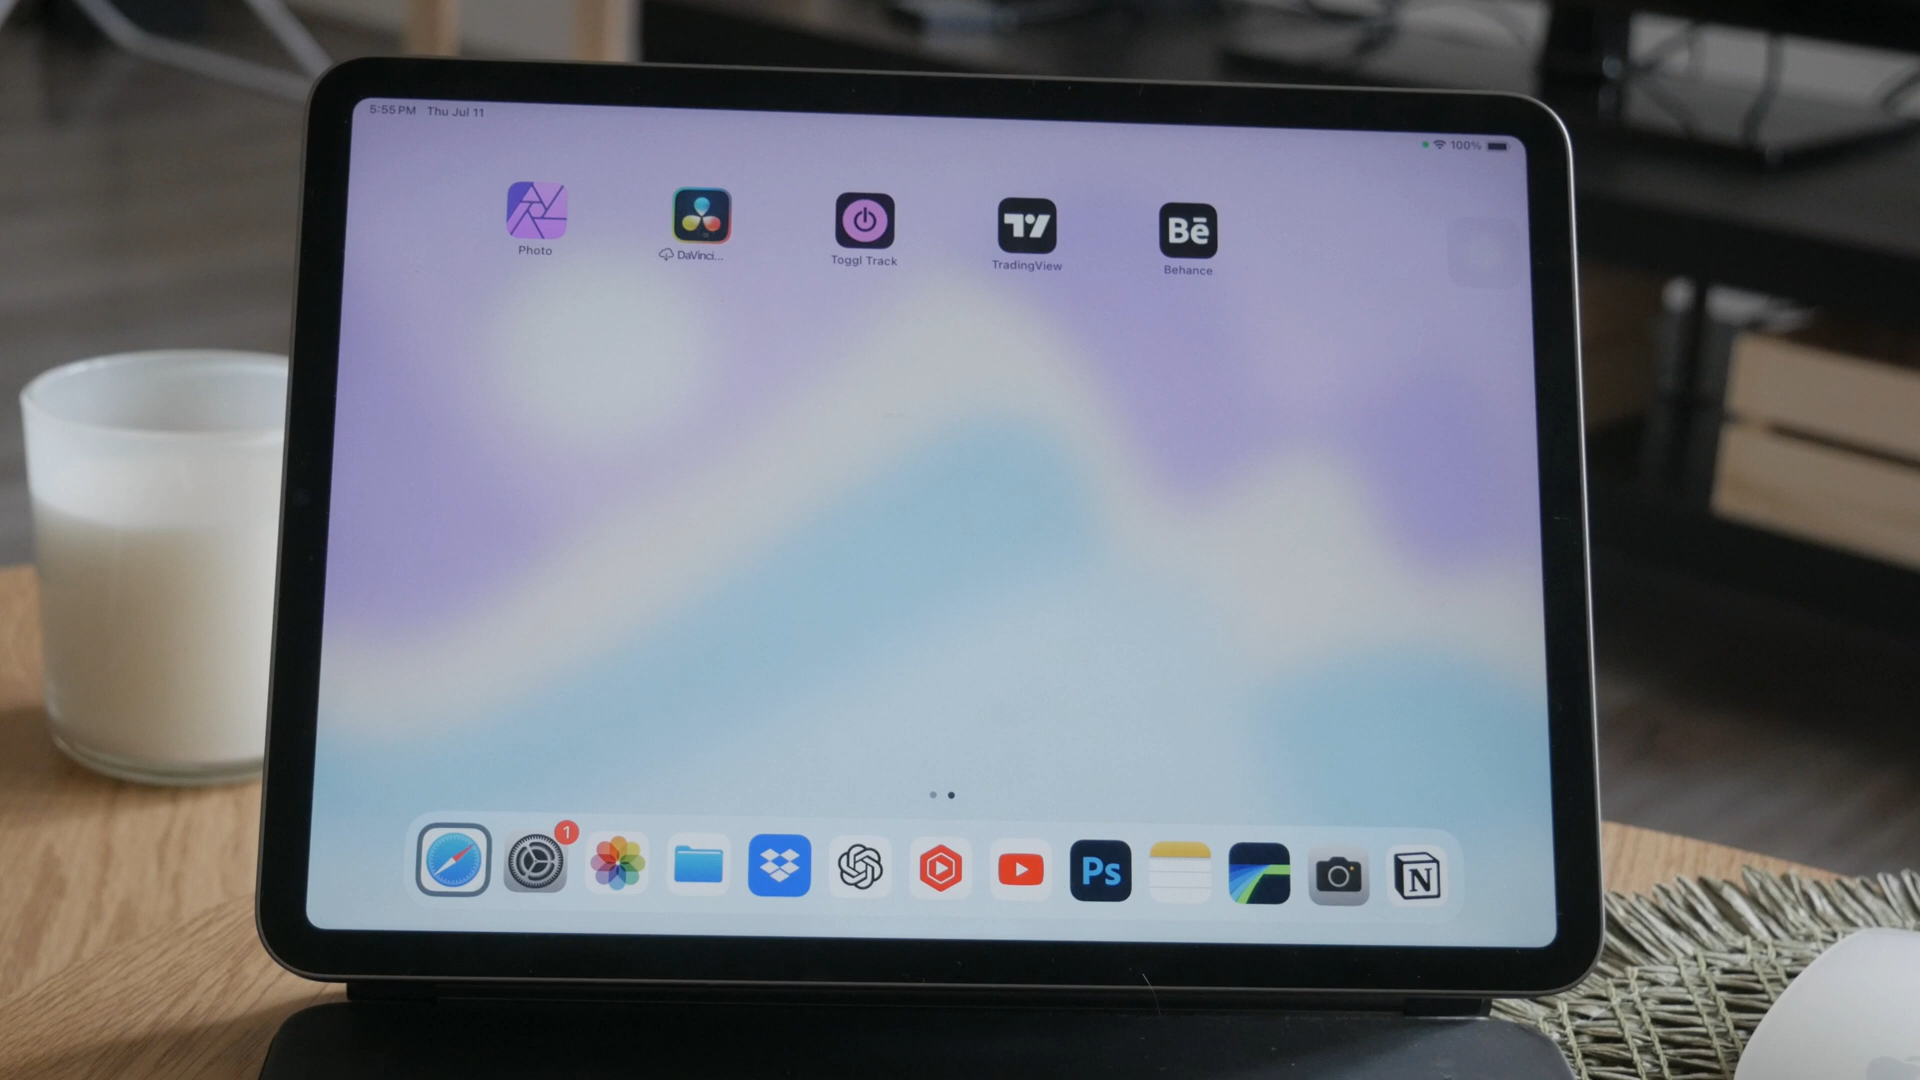 5:55 PM Thu Jul 11
100%
Photo
DaVinci...
Toggl Track
TradingView
Bē
Behance
1
Ps
N